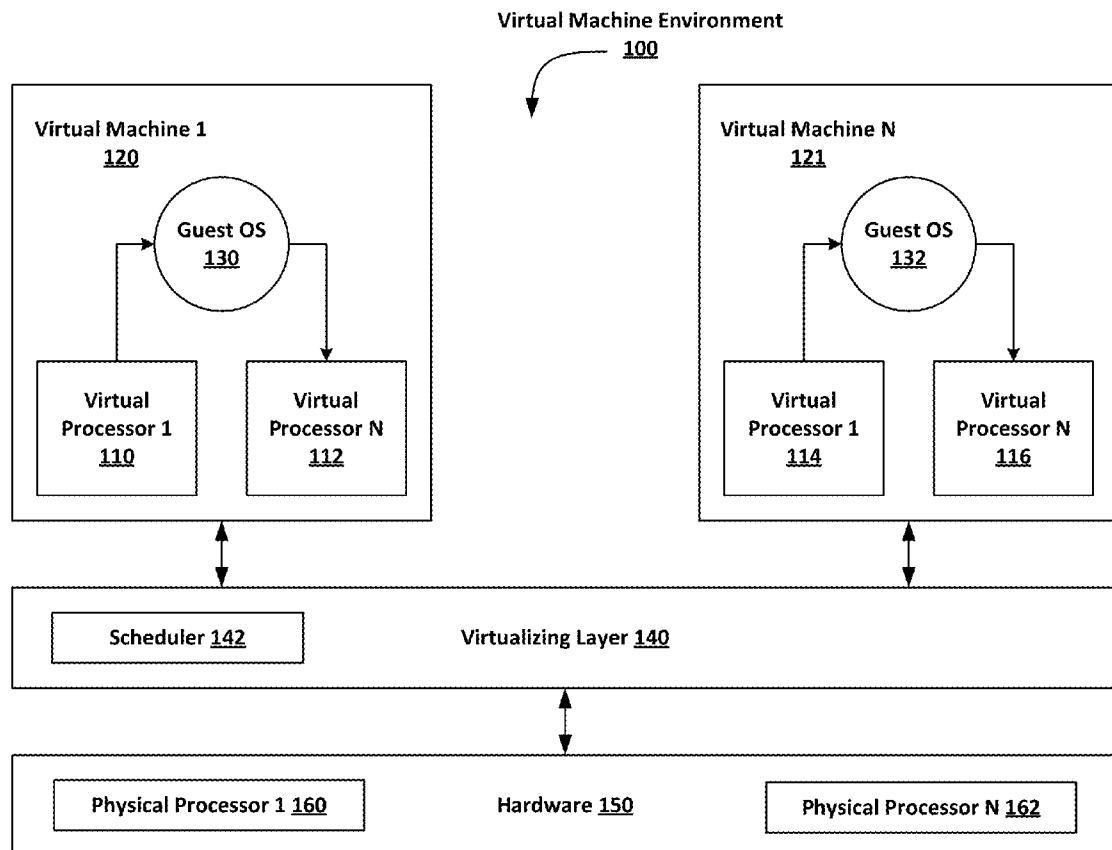 Virtual Machine Environment
100
Virtual Machine 1
120
Guest OS
130
Virtual
Processor 1
110
Virtual
Processor N
112
Virtual Machine N
121
Guest OS
132
Virtual
Processor 1
114
Virtual
Processor N
116
Scheduler 142
Virtualizing Layer 140
Physical Processor 1 160
Hardware 150
Physical Processor N 162